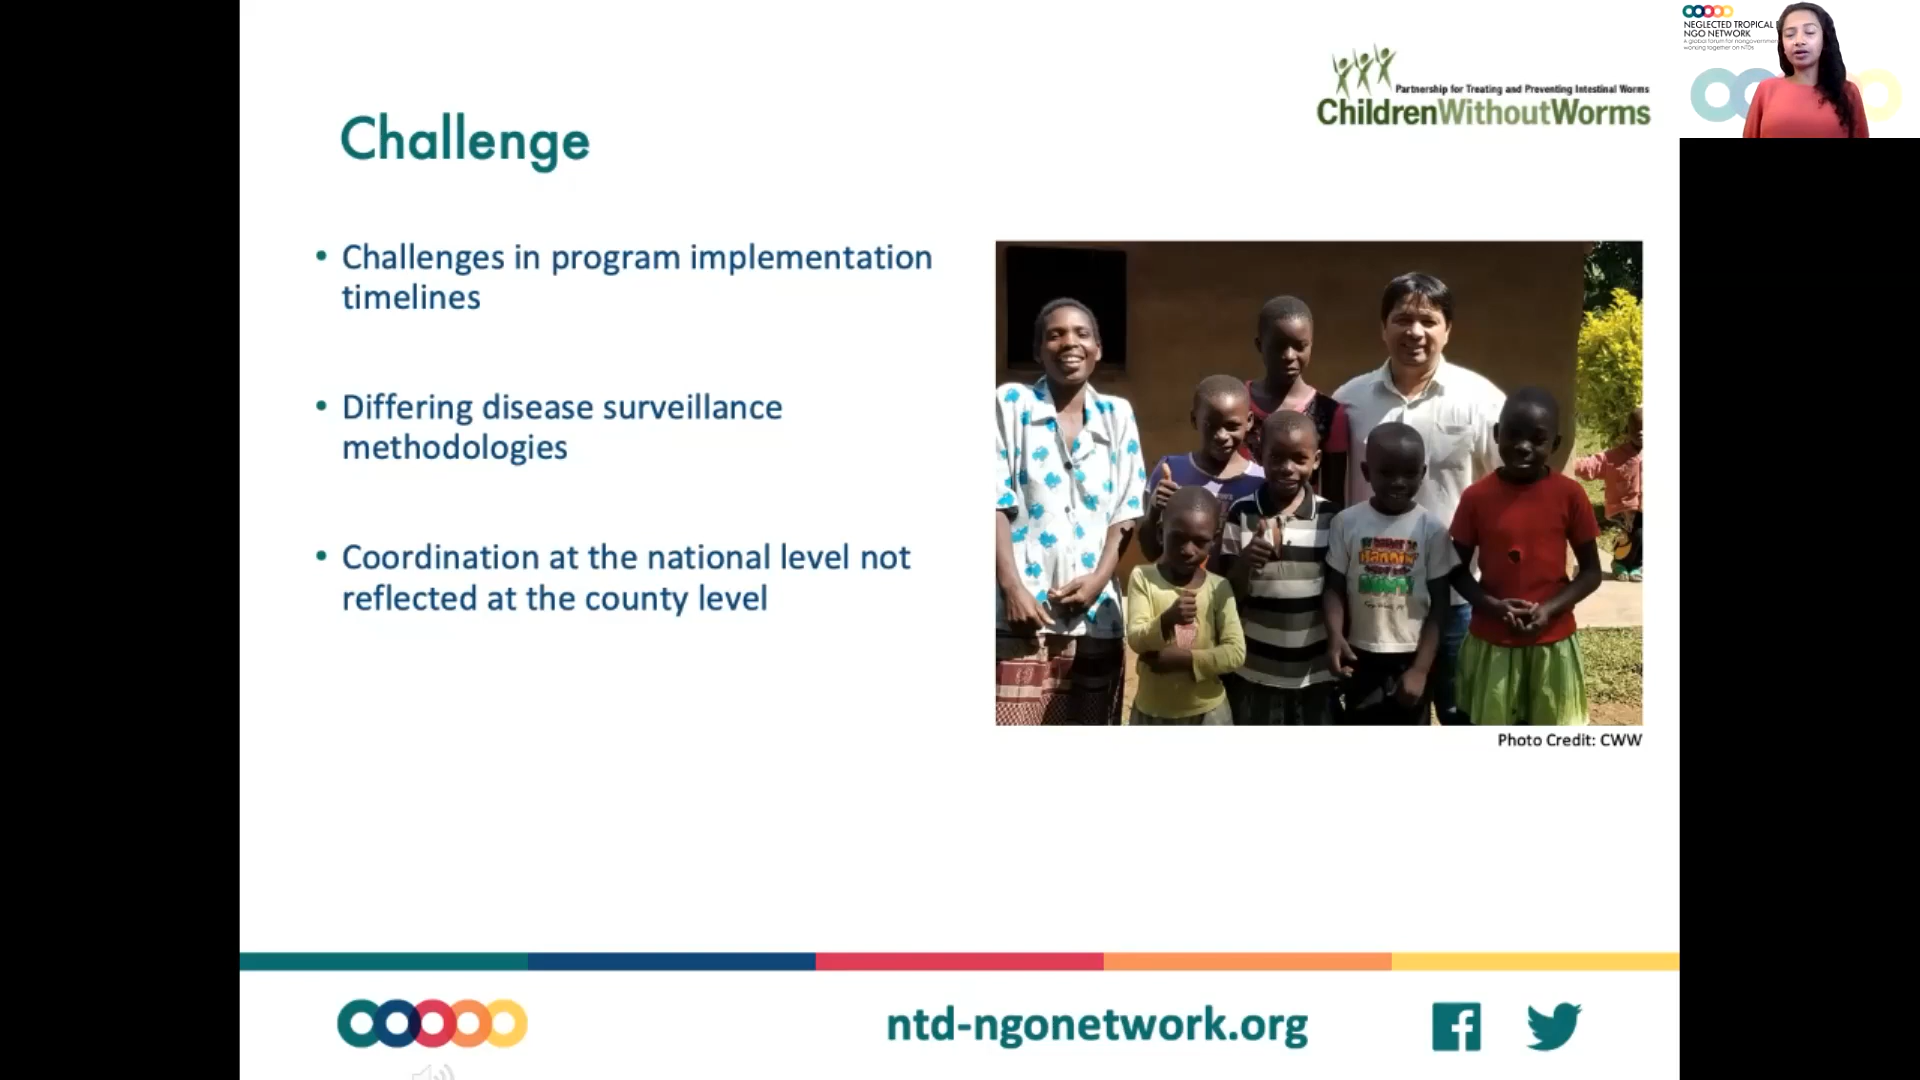 Challenge
Partnership for Treating and Preventing Intestinal Worms
ChildrenWithoutWorms
NEGLECTED TROPICAL
NGO NETWORK
• Challenges in program implementation
timelines
• Differing disease surveillance
methodologies
• Coordination at the national level not
reflected at the county level
Photo Credit: CWW
ntd-ngonetwork.org